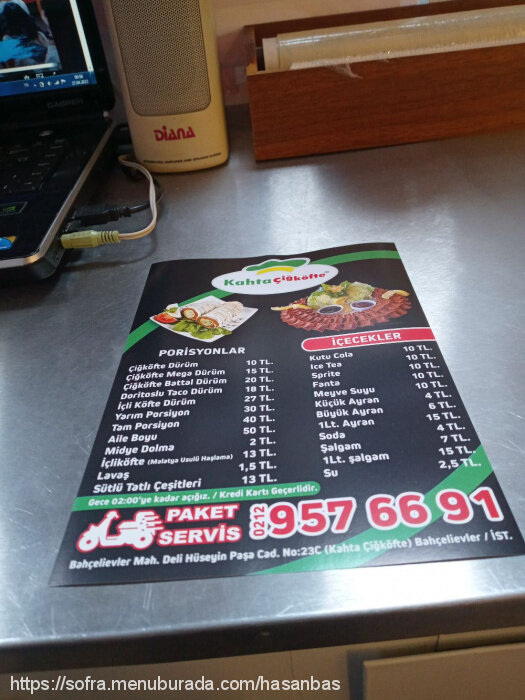 CASPER
DIANA
Kahta Çiğköfte
PORİSYONLAR
Çiğköfte Dürüm 10 TL.
Çiğköfte Mega Dürüm 15 TL.
Çiğköfte Battal Dürüm 20 TL.
Doritoslu Taco Dürüm 18 TL.
İçli Köfte Dürüm 27 TL.
Yarım Porsiyon 30 TL.
Tam Porsiyon 40 TL.
Aile Boyu 50 TL.
Midye Dolma 2 TL.
İçliköfte (Malatya Usulü Haşlama) 13 TL.
Lavaş 1,5 TL.
Sütlü Tatlı Çeşitleri 13 TL.
İÇECEKLER
Kutu Cola 10 TL.
Ice Tea 10 TL.
Sprite 10 TL.
Fanta 10 TL.
Meyve Suyu 10 TL.
Küçük Ayran 4 TL.
Büyük Ayran 6 TL.
1Lt. Ayran 15 TL.
Soda 4 TL.
Şalgam 7 TL.
1Lt. şalgam 15 TL.
Su 2,5 TL.
Gece 02:00'ye kadar açığız. / Kredi Kartı Geçerlidir.
PAKET SERVİS
0212 957 66 91
Bahçelievler Mah. Deli Hüseyin Paşa Cad. No:23C (Kahta Çiğköfte) Bahçelievler / İST.
https://sofra.menuburada.com/hasanbas